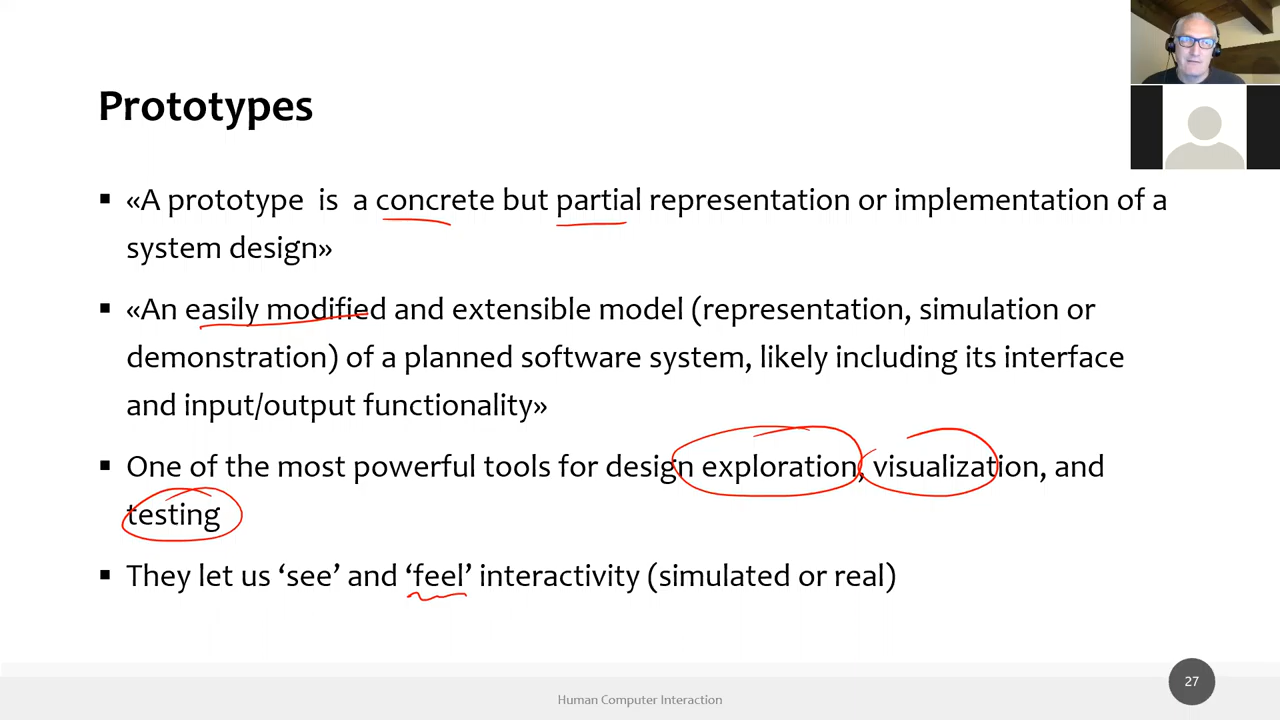 Prototypes
▪ «A prototype is a concrete but partial representation or implementation of a
system design»
▪ «An easily modified and extensible model (representation, simulation or
demonstration) of a planned software system, likely including its interface
and input/output functionality»
▪ One of the most powerful tools for design exploration, visualization, and
testing
▪ They let us ‘see’ and ‘feel’ interactivity (simulated or real)
27
Human Computer Interaction